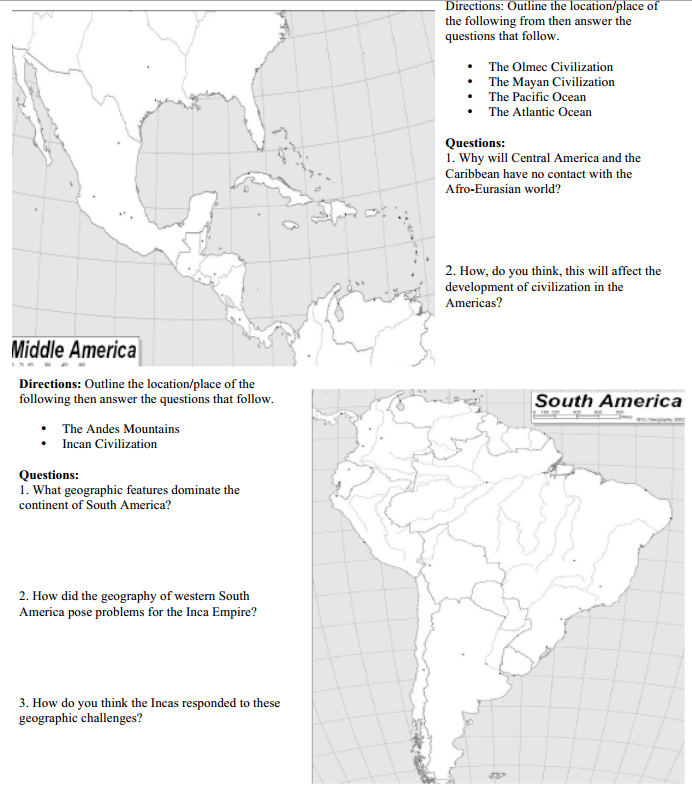 Directions: Outline the location/place of
the following from then answer the
questions that follow.
• The Olmec Civilization
• The Mayan Civilization
• The Pacific Ocean
• The Atlantic Ocean
Questions:
1. Why will Central America and the
Caribbean have no contact with the
Afro-Eurasian world?
2. How, do you think, this will affect the
development of civilization in the
Americas?
Middle America
Directions: Outline the location/place of the
following then answer the questions that follow.
• The Andes Mountains
• Incan Civilization
Questions:
1. What geographic features dominate the
continent of South America?
2. How did the geography of western South
America pose problems for the Inca Empire?
3. How do you think the Incas responded to these
geographic challenges?
South America